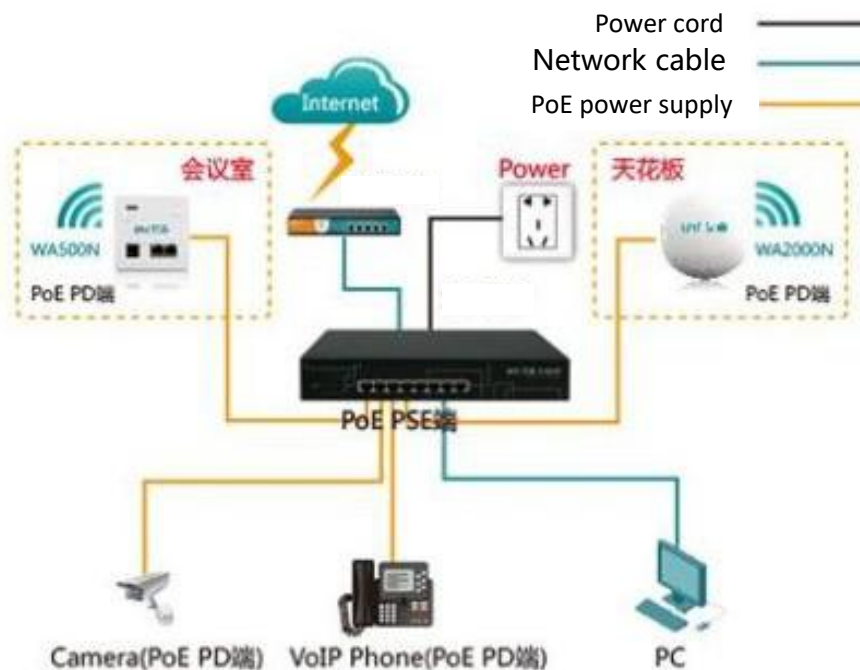 Power cord
Network cable
PoE power supply
Internet
会议室
Power
天花板
WA500N
WA2000N
PoE PD端
PoE PD端
PoE PSE端
Camera(PoE PD端)
VoIP Phone(PoE PD端)
PC